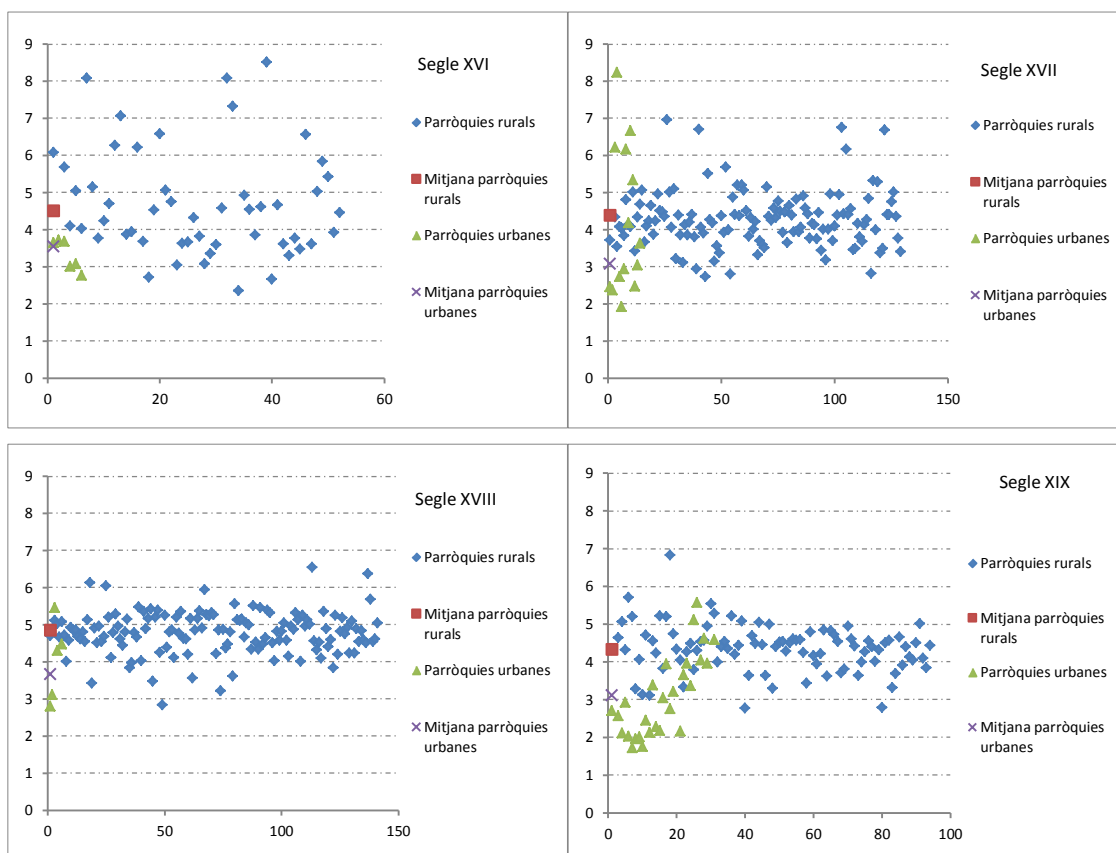 Segle XVI
9
8
7
6
5
4
3
2
1
0
0 20 40 60
Parròquies rurals
Mitjana parròquies
rurals
Parròquies urbanes
Mitjana parròquies
urbanes
Segle XVII
9
8
7
6
5
4
3
2
1
0
0 50 100 150
Parròquies rurals
Mitjana parròquies
rurals
Parròquies urbanes
Mitjana parròquies
urbanes
Segle XVIII
9
8
7
6
5
4
3
2
1
0
0 50 100 150
Parròquies rurals
Mitjana parròquies
rurals
Parròquies urbanes
Mitjana parròquies
urbanes
Segle XIX
9
8
7
6
5
4
3
2
1
0
0 20 40 60 80 100
Parròquies rurals
Mitjana parròquies
rurals
Parròquies urbanes
Mitjana parròquies
urbanes